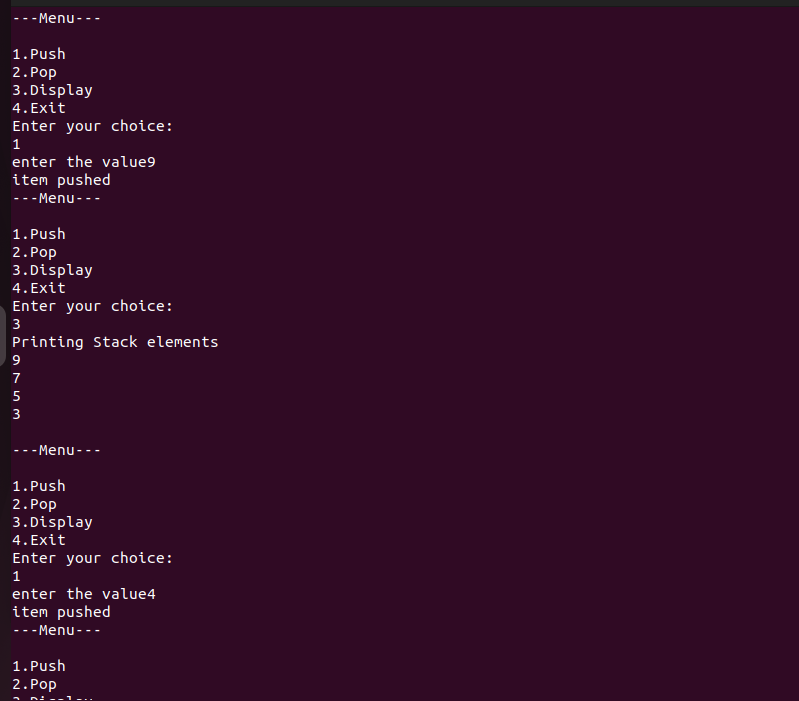 ---Menu---
1.Push
2.Pop
3.Display
4.Exit
Enter your choice:
1
enter the value9
item pushed
---Menu---
1.Push
2.Pop
3.Display
4.Exit
Enter your choice:
3
Printing Stack elements
9
7
5
3
---Menu---
1.Push
2.Pop
3.Display
4.Exit
Enter your choice:
1
enter the value4
item pushed
---Menu---
1.Push
2.Pop
3.Display